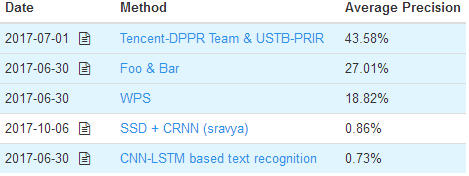 Date Method Average Precision
2017-07-01 Tencent-DPPR Team & USTB-PRIR 43.58%
2017-06-30 Foo & Bar 27.01%
2017-06-30 WPS 18.82%
2017-10-06 SSD + CRNN (sravya) 0.86%
2017-06-30 CNN-LSTM based text recognition 0.73%